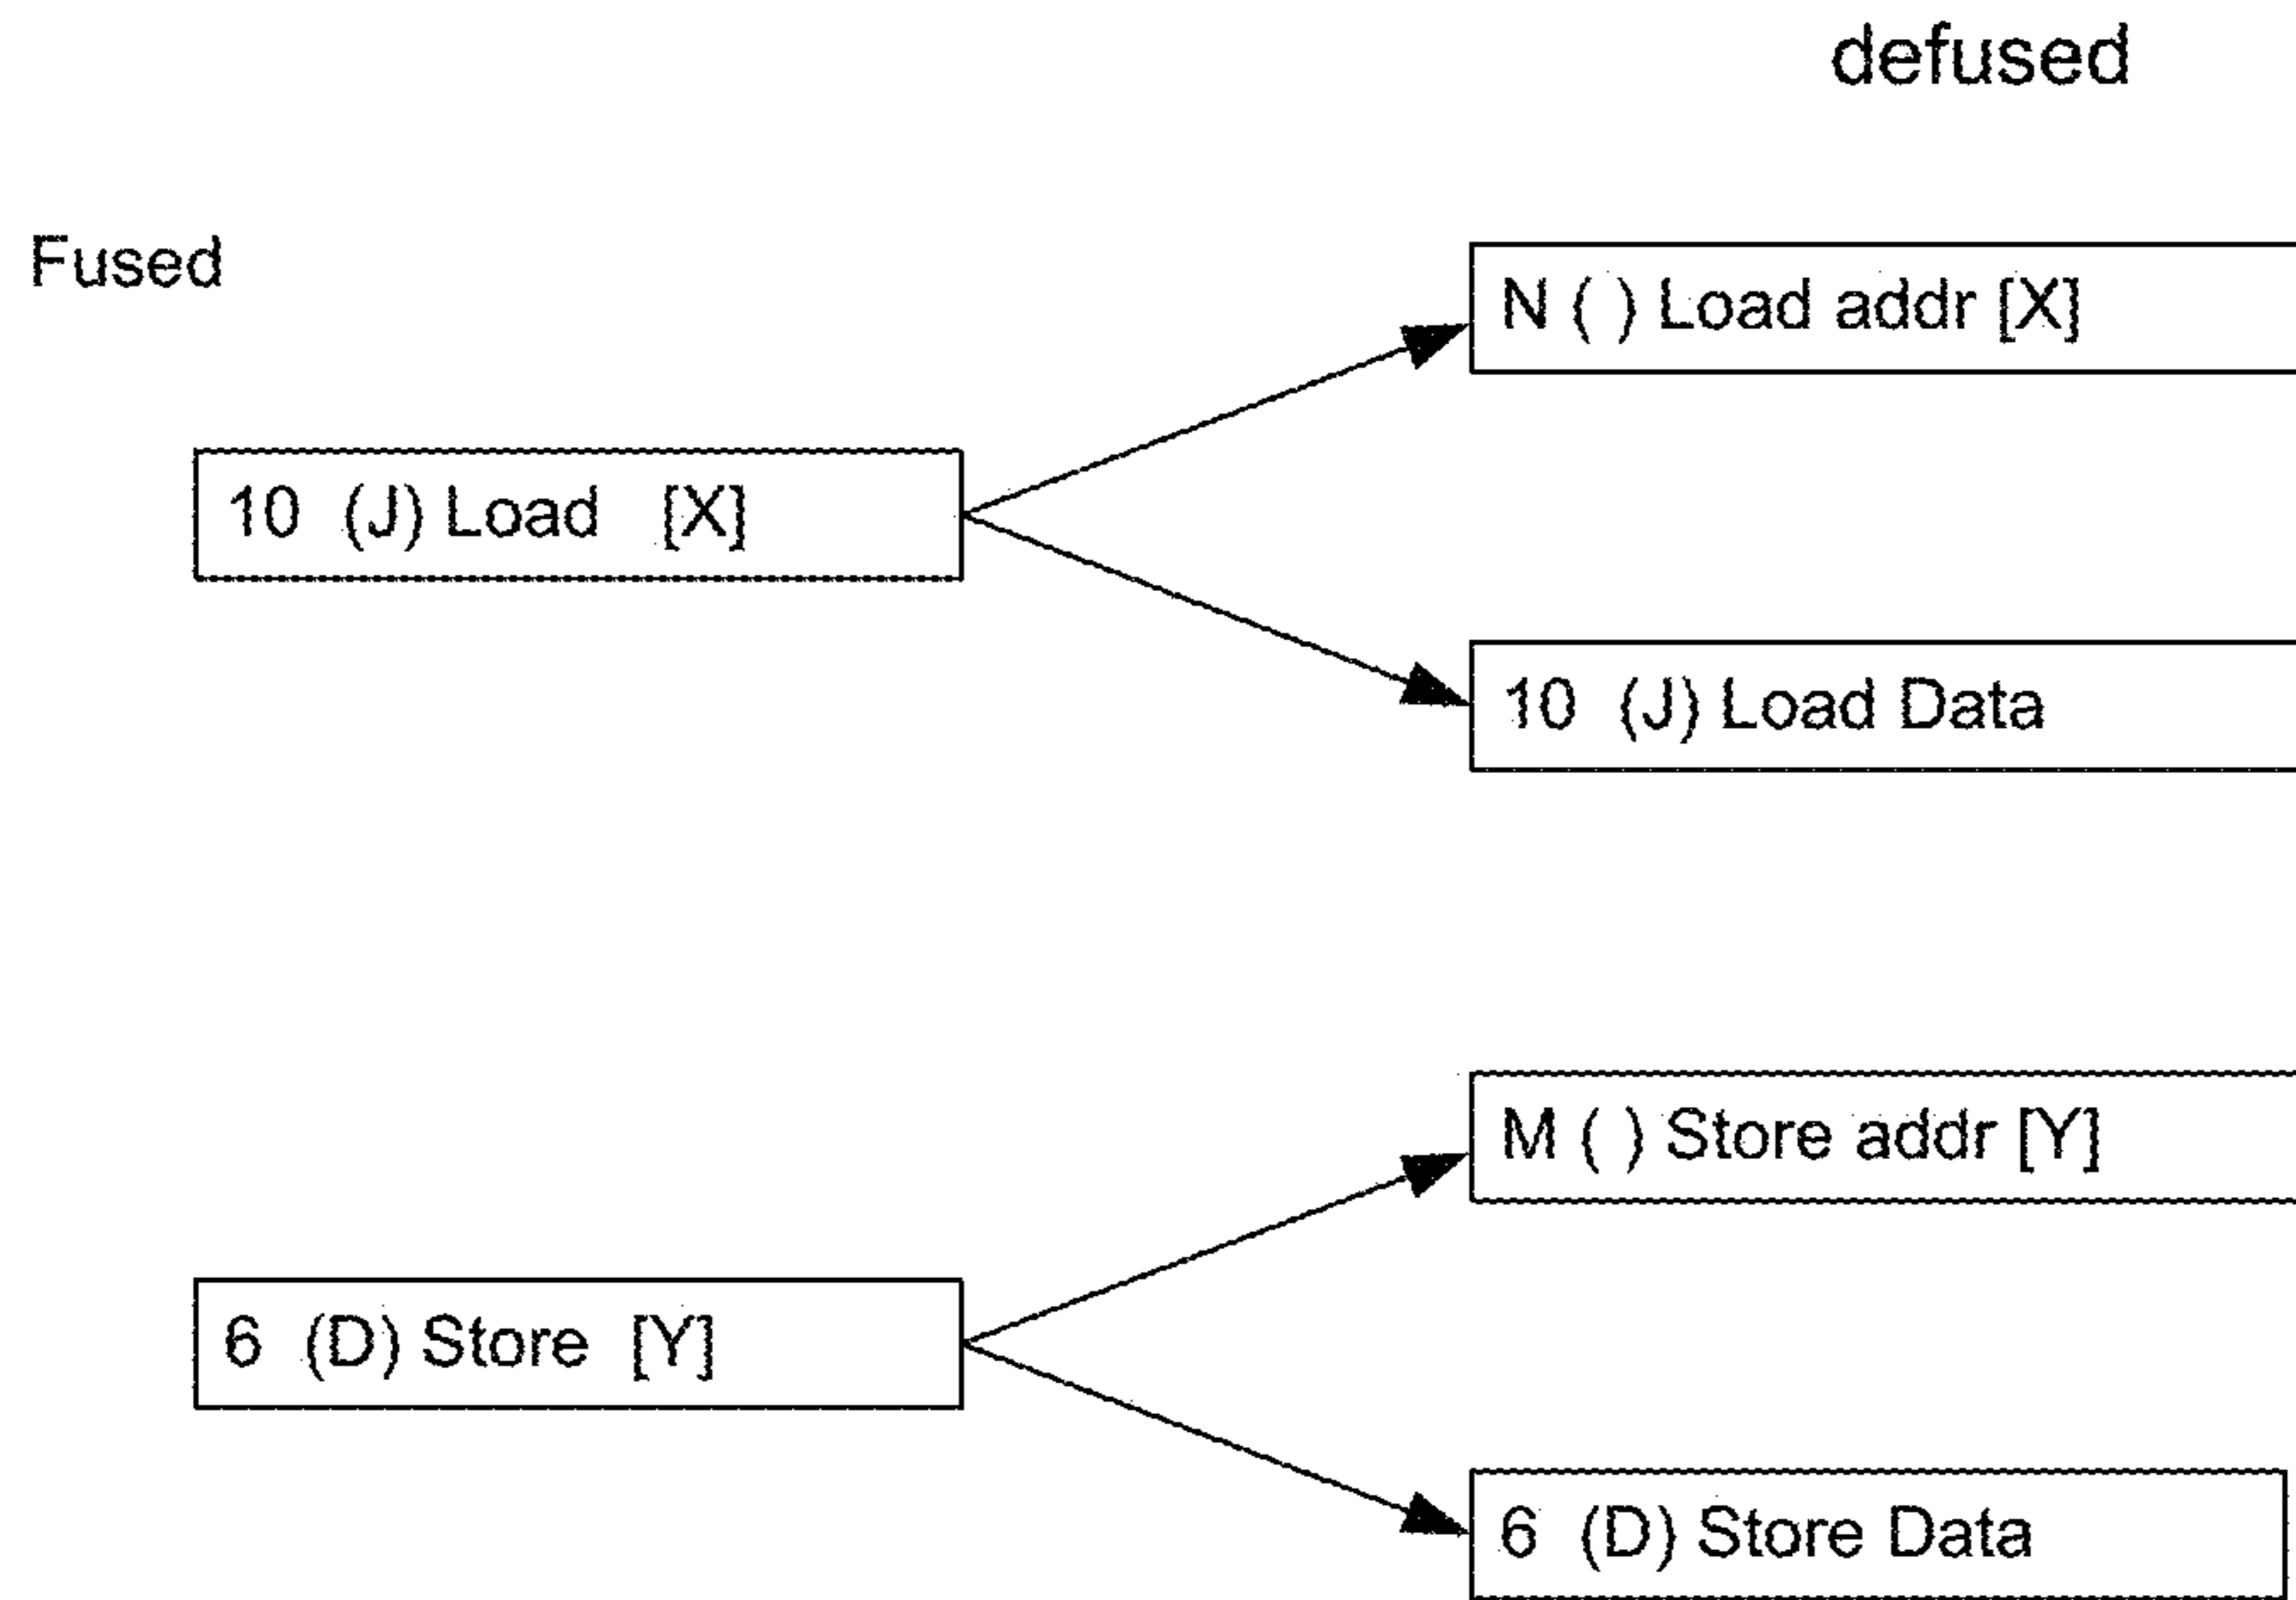 defused
Fused
N ( ) Load addr [X]
10 (J) Load [X]
10 (J) Load Data
M ( ) Store addr [Y]
6 (D) Store [Y]
6 (D) Store Data